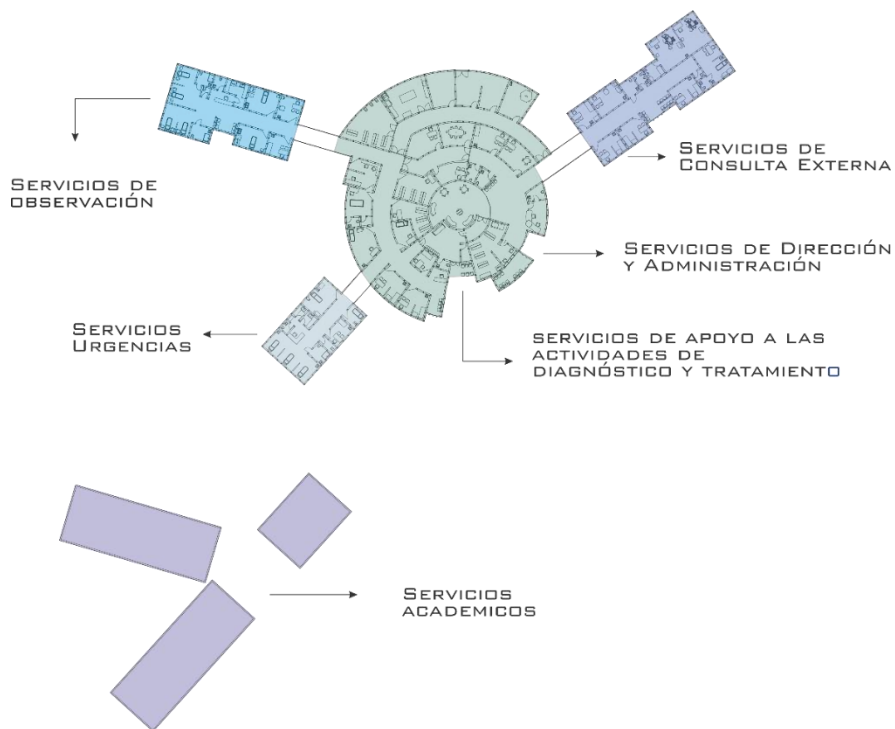 SERVICIOS DE
OBSERVACIÓN
SERVICIOS DE
CONSULTA EXTERNA
SERVICIOS DE DIRECCIÓN
Y ADMINISTRACIÓN
SERVICIOS
URGENCIAS
SERVICIOS DE APOYO A LAS
ACTIVIDADES DE
DIAGNÓSTICO Y TRATAMIENTO
SERVICIOS
ACADEMICOS